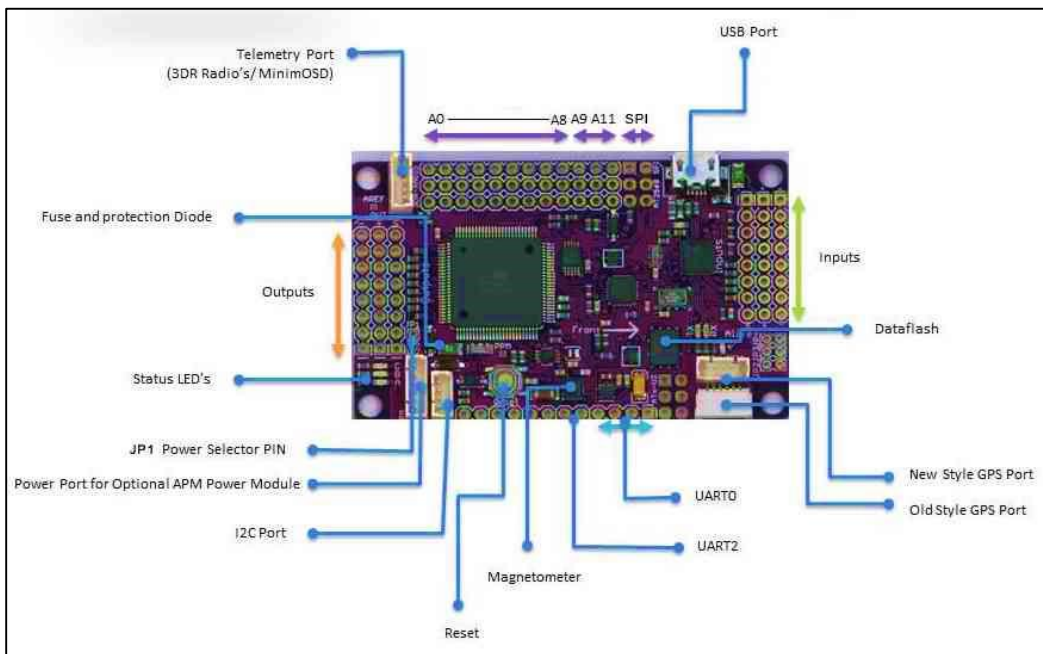 USB Port
Telemetry Port
(3DR Radio's/ MinimOSD)
A0
A8 A9 A11 SPI
Fuse and protection Diode
Inputs
Outputs
Front
Dataflash
Status LED's
JP1 Power Selector PIN
New Style GPS Port
Power Port for Optional APM Power Module
UART0
Old Style GPS Port
I2C Port
UART2
Magnetometer
Reset